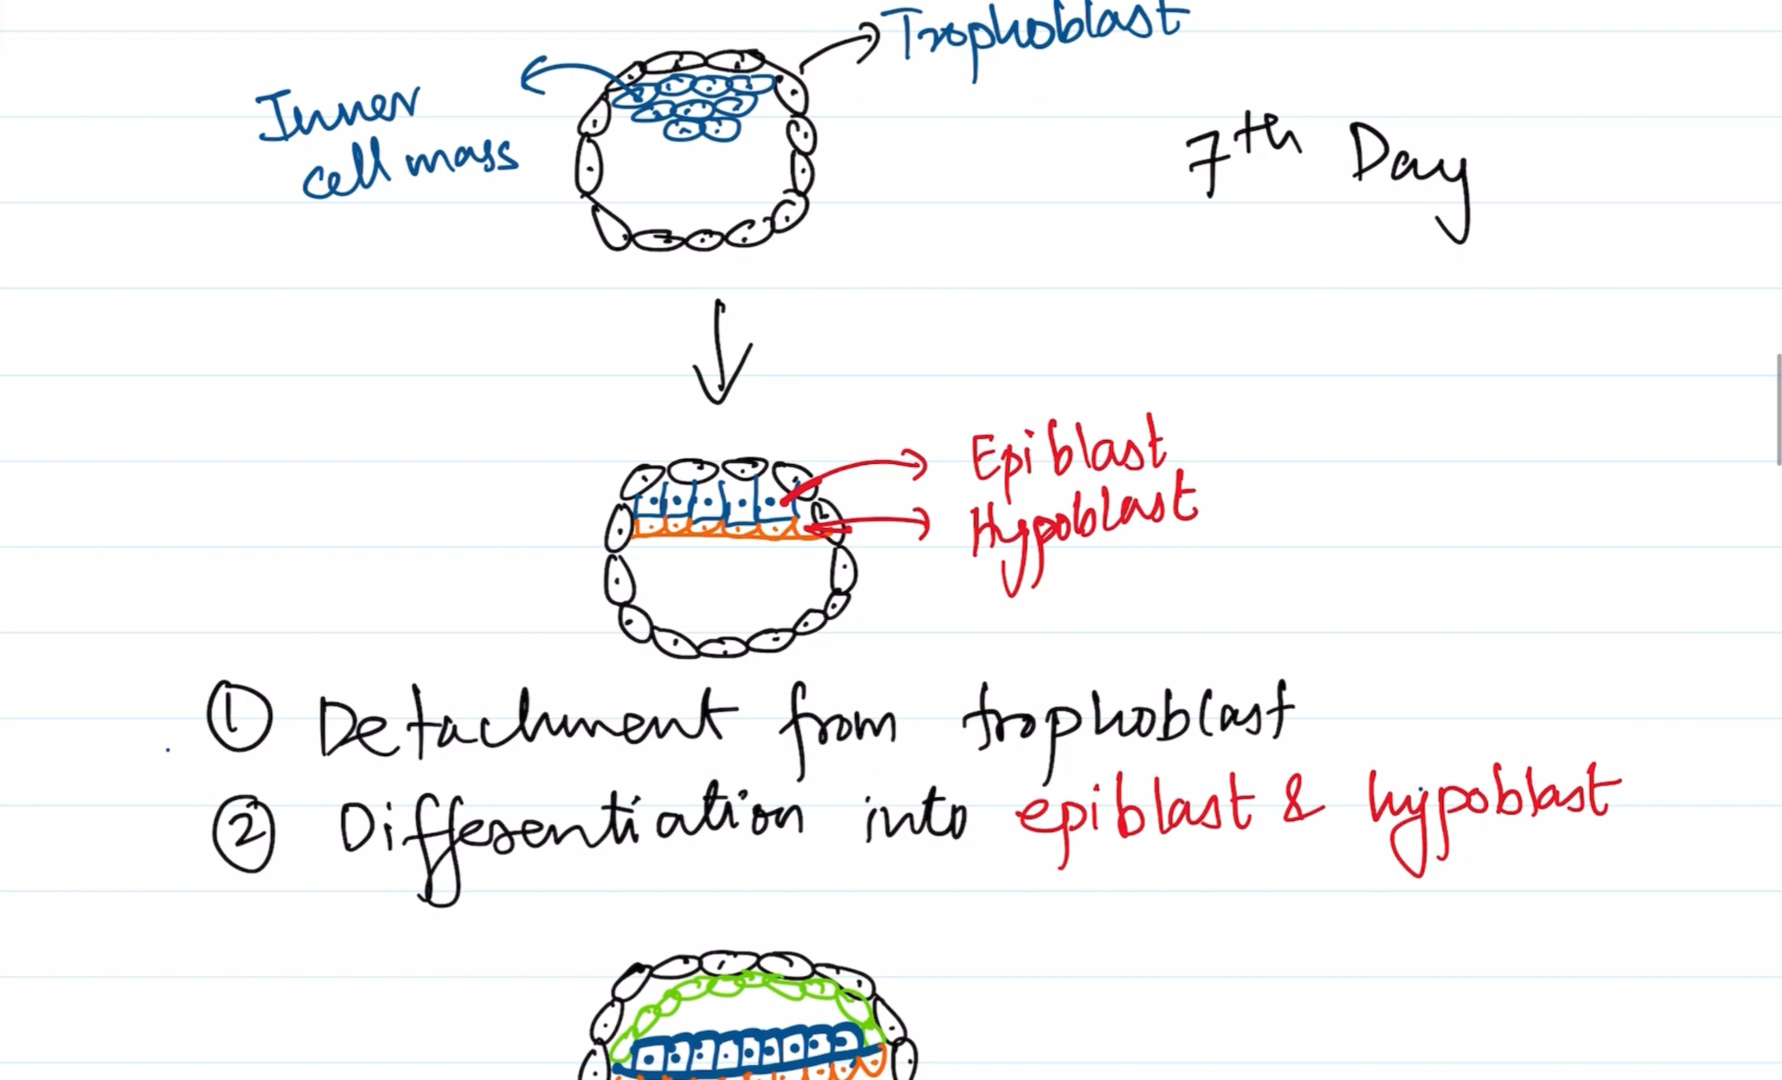 Trophoblast
Inner
cell mass
7th Day
Epiblast
Hypoblast
① Detachment from trophoblast
② Differentiation into epiblast & hypoblast